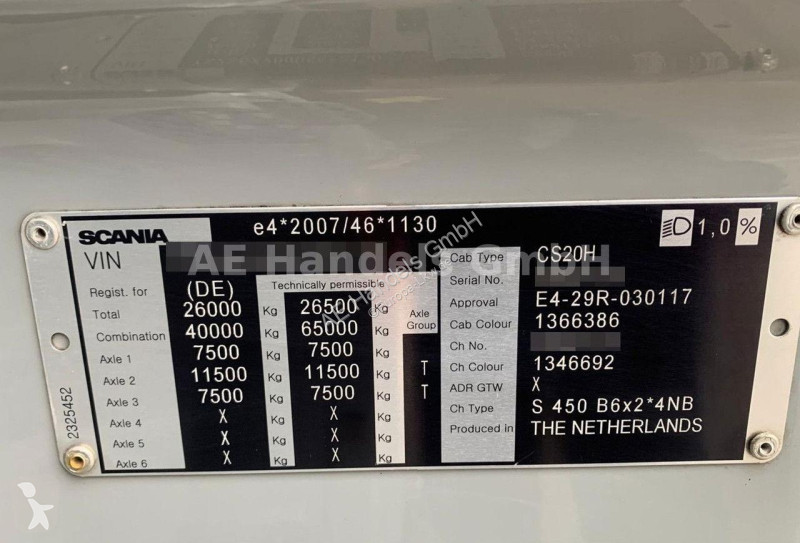 SCANIA e4*2007/46*1130 1,0 %
VIN
AE Handels GmbH
Regist. for (DE) Technically permissible
Total 26000 Kg 26500 Kg Axle Group
Combination 40000 Kg 65000 Kg
Axle 1 7500 Kg 7500 Kg
Axle 2 11500 Kg 11500 Kg T
Axle 3 7500 Kg 7500 Kg T
Axle 4 X Kg X Kg
Axle 5 X Kg X Kg
Axle 6 X Kg X Kg
Cab Type CS20H
Serial No.
Approval E4-29R-030117
Cab Colour 1366386
Ch No.
Ch Colour 1346692
ADR GTW X
Ch Type S 450 B6x2*4NB
Produced in THE NETHERLANDS
2325452
AE Handels GmbH